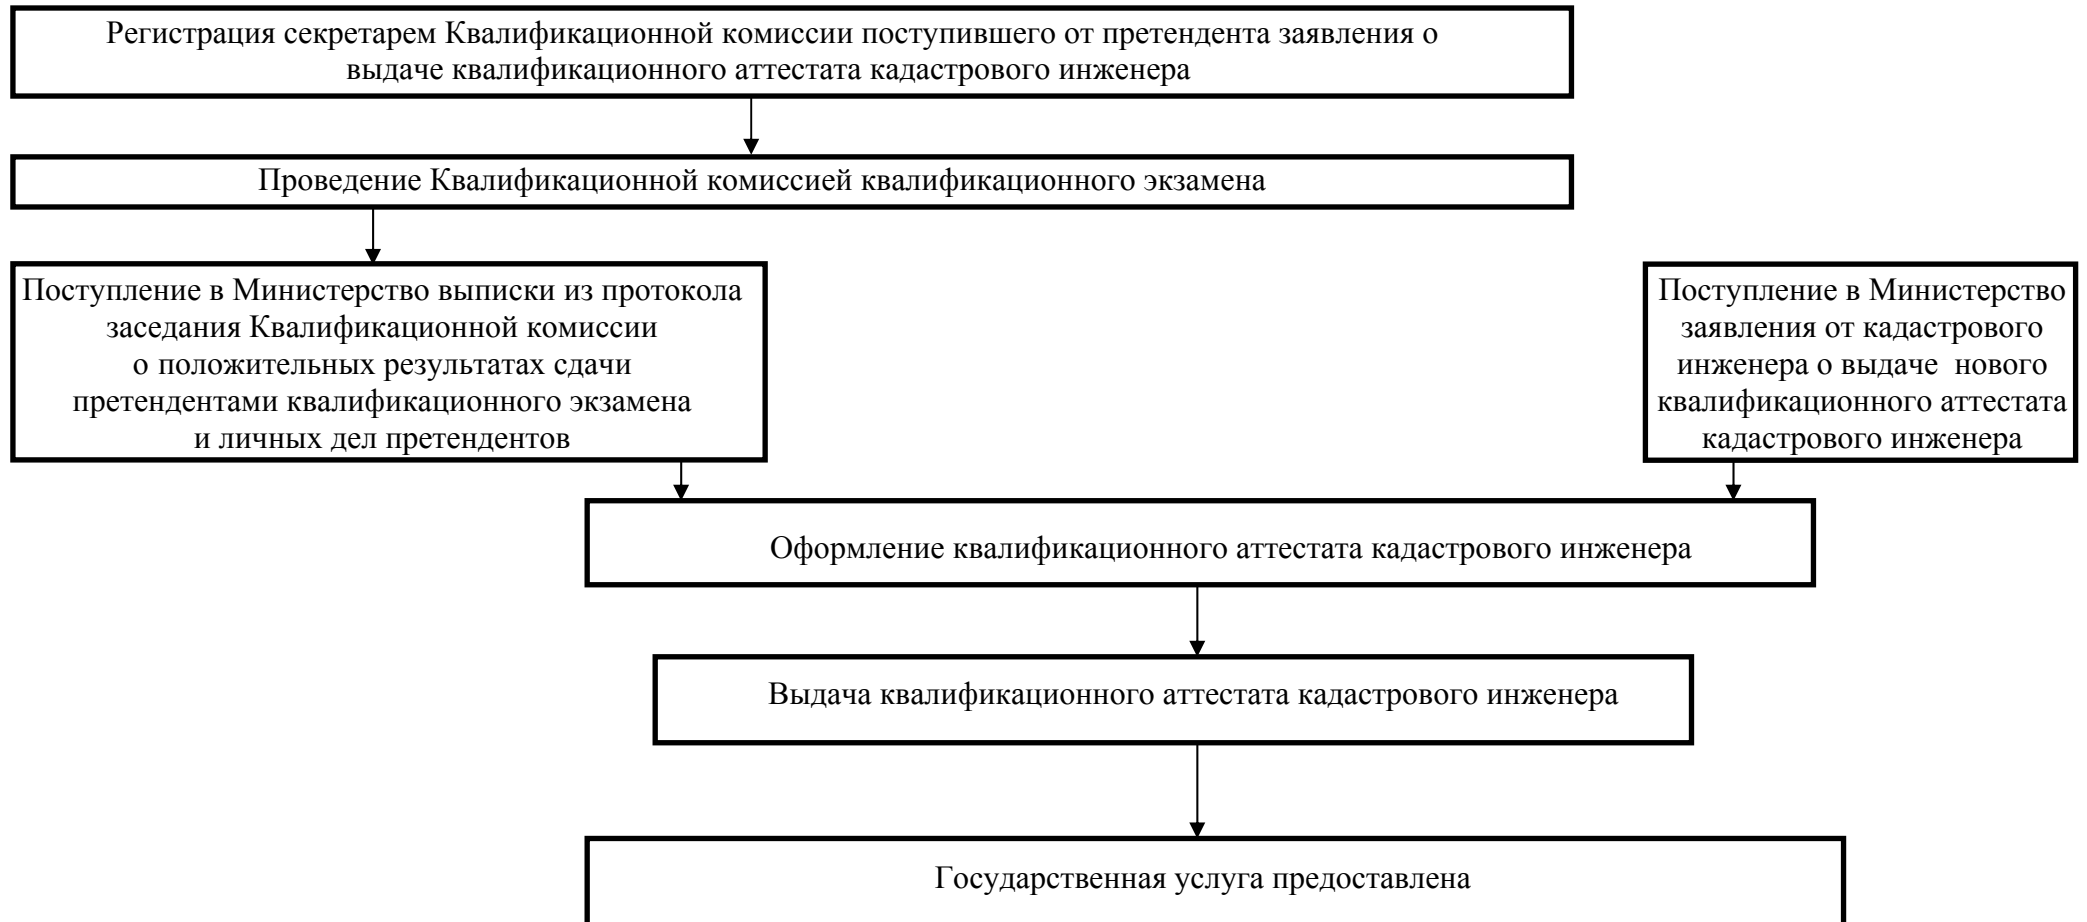 Регистрация секретарем Квалификационной комиссии поступившего от претендента заявления о
выдаче квалификационного аттестата кадастрового инженера
Проведение Квалификационной комиссией квалификационного экзамена
Поступление в Министерство выписки из протокола
заседания Квалификационной комиссии
о положительных результатах сдачи
претендентами квалификационного экзамена
и личных дел претендентов
Поступление в Министерство
заявления от кадастрового
инженера о выдаче  нового
квалификационного аттестата
кадастрового инженера
Оформление квалификационного аттестата кадастрового инженера
Выдача квалификационного аттестата кадастрового инженера
Государственная услуга предоставлена